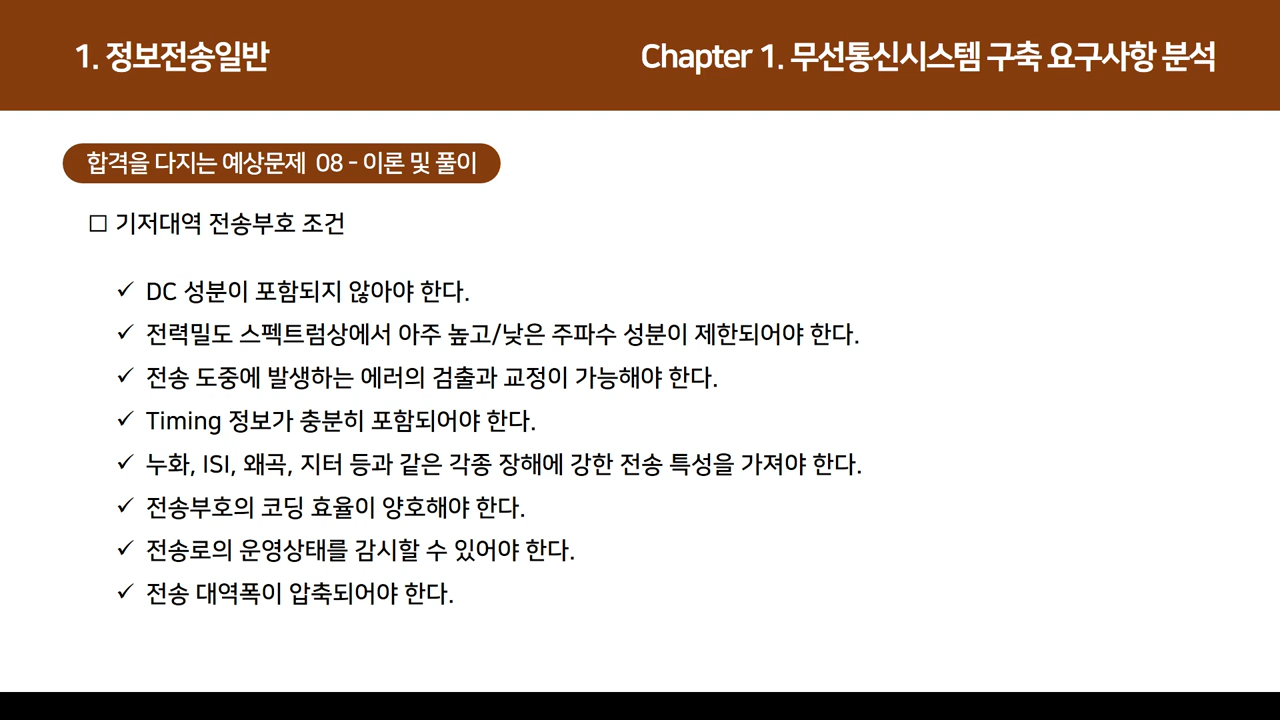 1. 정보전송일반
Chapter 1. 무선통신시스템 구축 요구사항 분석
합격을 다지는 예상문제 08 - 이론 및 풀이
□ 기저대역 전송부호 조건
✓ DC 성분이 포함되지 않아야 한다.
✓ 전력밀도 스펙트럼상에서 아주 높고/낮은 주파수 성분이 제한되어야 한다.
✓ 전송 도중에 발생하는 에러의 검출과 교정이 가능해야 한다.
✓ Timing 정보가 충분히 포함되어야 한다.
✓ 누화, ISI, 왜곡, 지터 등과 같은 각종 장해에 강한 전송 특성을 가져야 한다.
✓ 전송부호의 코딩 효율이 양호해야 한다.
✓ 전송로의 운영상태를 감시할 수 있어야 한다.
✓ 전송 대역폭이 압축되어야 한다.